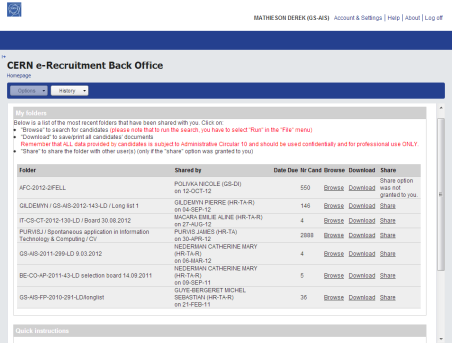 MATHIESON DEREK (GS-AIS) Account & Settings | Help | About | Log off
CERN e-Recruitment Back Office
Homepage
Options History
My folders
Below is a list of the most recent folders that have been shared with you. Click on:
• "Browse" to search for candidates (please note that to run the search, you have to select "Run" in the "File" menu)
• "Download" to save/print all candidates' documents
Remember that ALL data provided by candidates is subject to Administrative Circular 10 and should be used confidentially and for professional use ONLY
• "Share" to share the folder with other user(s) (only if the "share" option was granted to you)
Folder Shared by Date Due Nr Cand Browse Download Share
AFC-2012-2/FELL POLIVKA NICOLE (GS-DI) on 12-OCT-12 550 Browse Download Share option was not granted to you
GILDEMYN / GS-AIS-2012-143-LD / Long list 1 GILDEMYN PIERRE (HR-TA-R) on 04-SEP-12 146 Browse Download Share
IT-CS-CT-2012-130-LD / Board 30.08.2012 MACARA EMILIE ALINE (HR-TA-R) on 27-AUG-12 4 Browse Download Share
PURVISJ / Spontaneous application in Information Technology & Computing / CV PURVIS JAMES (HR-TA) on 30-APR-12 2888 Browse Download Share
GS-AIS-2011-299-LD 9.03.2012 NEDERMAN CATHERINE MARY (HR-TA-R) on 05-MAR-12 4 Browse Download Share
BE-CO-AP-2011-43-LD selection board 14.09.2011 NEDERMAN CATHERINE MARY (HR-TA-R) on 09-SEP-11 5 Browse Download Share
GS-AIS-FP-2010-291-LD/longlist GUYE-BERGERET MICHEL SEBASTIAN (HR-TA-R) on 21-FEB-11 36 Browse Download Share
Quick instructions